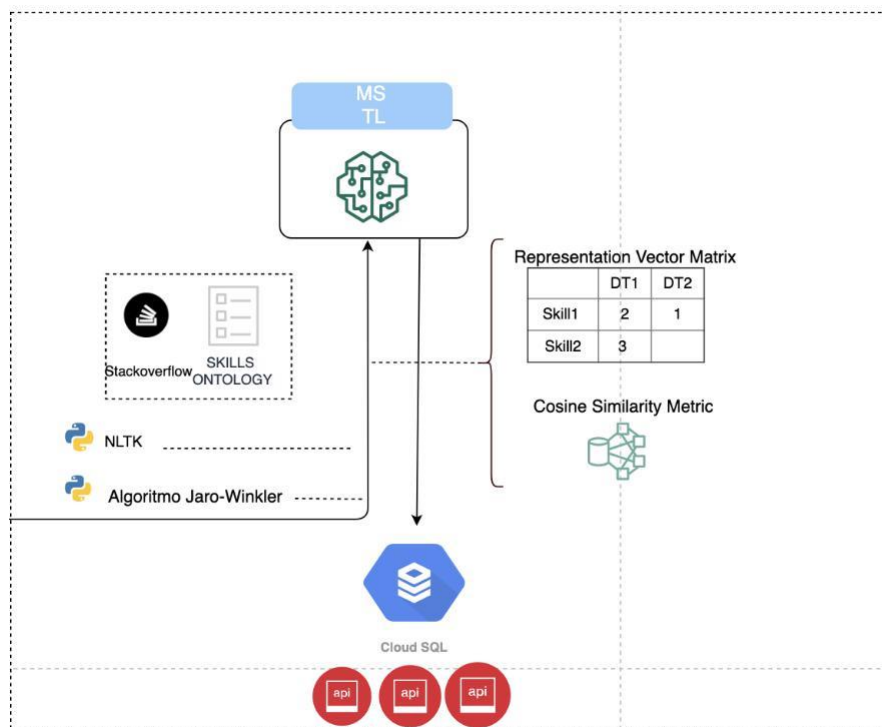 MS
TL
Representation Vector Matrix
DT1 DT2
Skill1 2 1
Skill2 3
Stackoverflow
SKILLS
ONTOLOGY
Cosine Similarity Metric
NLTK
Algoritmo Jaro-Winkler
Cloud SQL
api api api